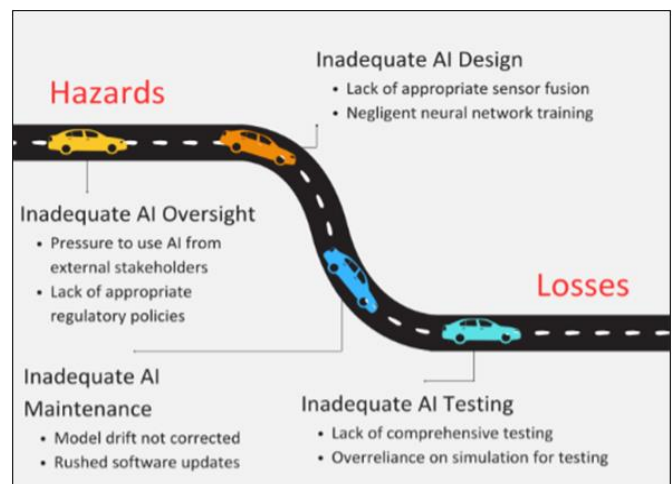 Hazards
Inadequate AI Design
• Lack of appropriate sensor fusion
• Negligent neural network training
Inadequate AI Oversight
• Pressure to use AI from
external stakeholders
• Lack of appropriate
regulatory policies
Losses
Inadequate AI
Maintenance
• Model drift not corrected
• Rushed software updates
Inadequate AI Testing
• Lack of comprehensive testing
• Overreliance on simulation for testing